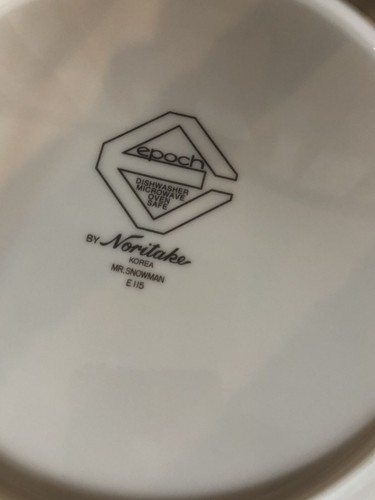 epoch
DISHWASHER
MICROWAVE
OVEN
SAFE
BY Noritake
KOREA
MR. SNOWMAN
E115